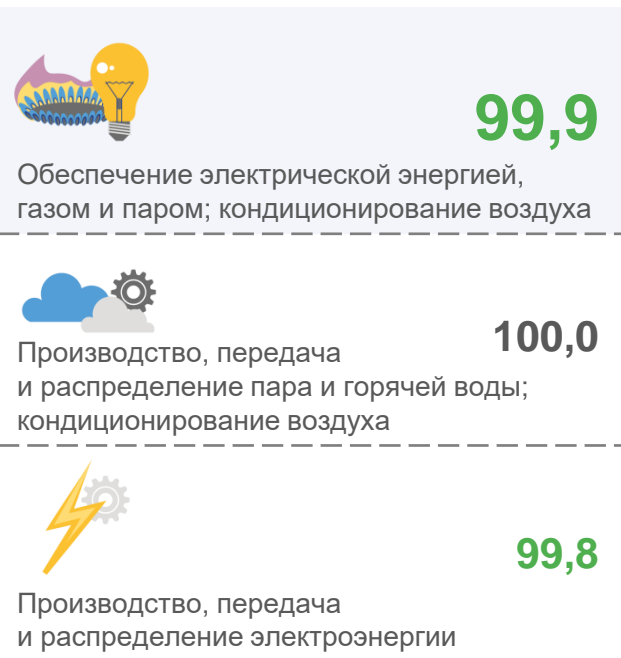 99,9
Обеспечение электрической энергией,
газом и паром; кондиционирование воздуха
100,0
Производство, передача
и распределение пара и горячей воды;
кондиционирование воздуха
99,8
Производство, передача
и распределение электроэнергии